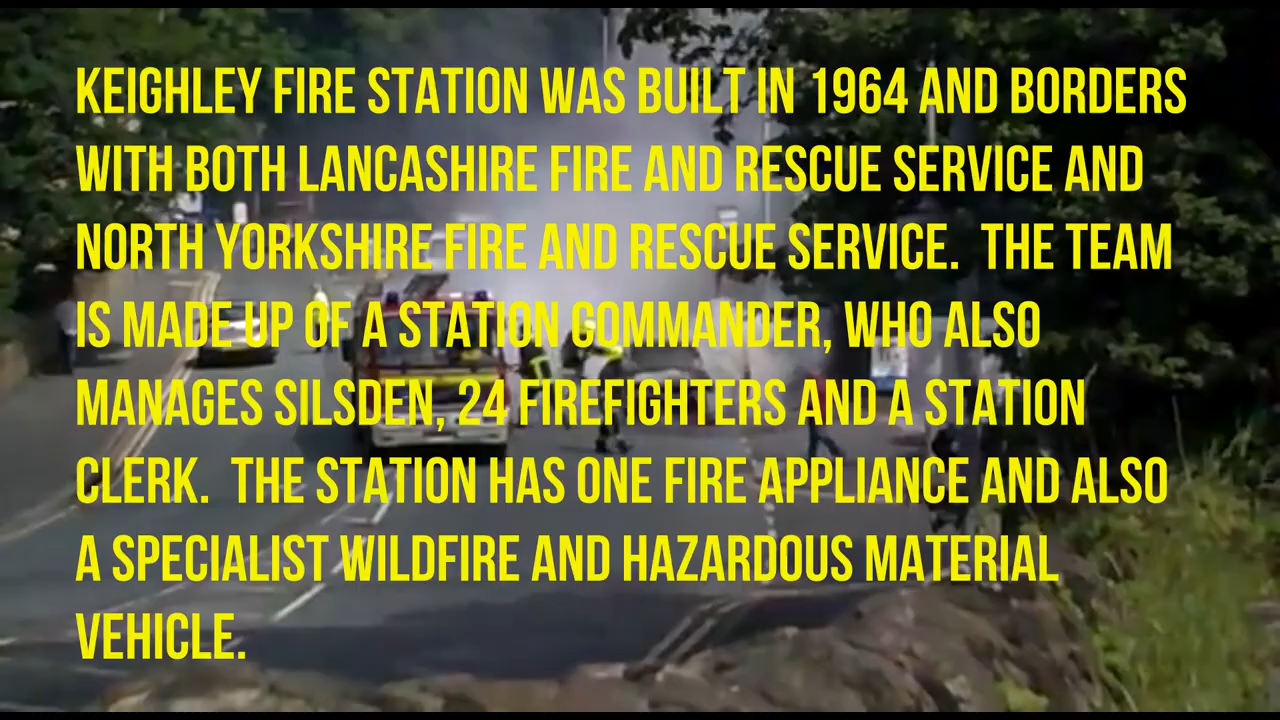 KEIGHLEY FIRE STATION WAS BUILT IN 1964 AND BORDERS
WITH BOTH LANCASHIRE FIRE AND RESCUE SERVICE AND
NORTH YORKSHIRE FIRE AND RESCUE SERVICE.  THE TEAM
IS MADE UP OF A STATION COMMANDER, WHO ALSO
MANAGES SILSDEN, 24 FIREFIGHTERS AND A STATION
CLERK.  THE STATION HAS ONE FIRE APPLIANCE AND ALSO
A SPECIALIST WILDFIRE AND HAZARDOUS MATERIAL
VEHICLE.